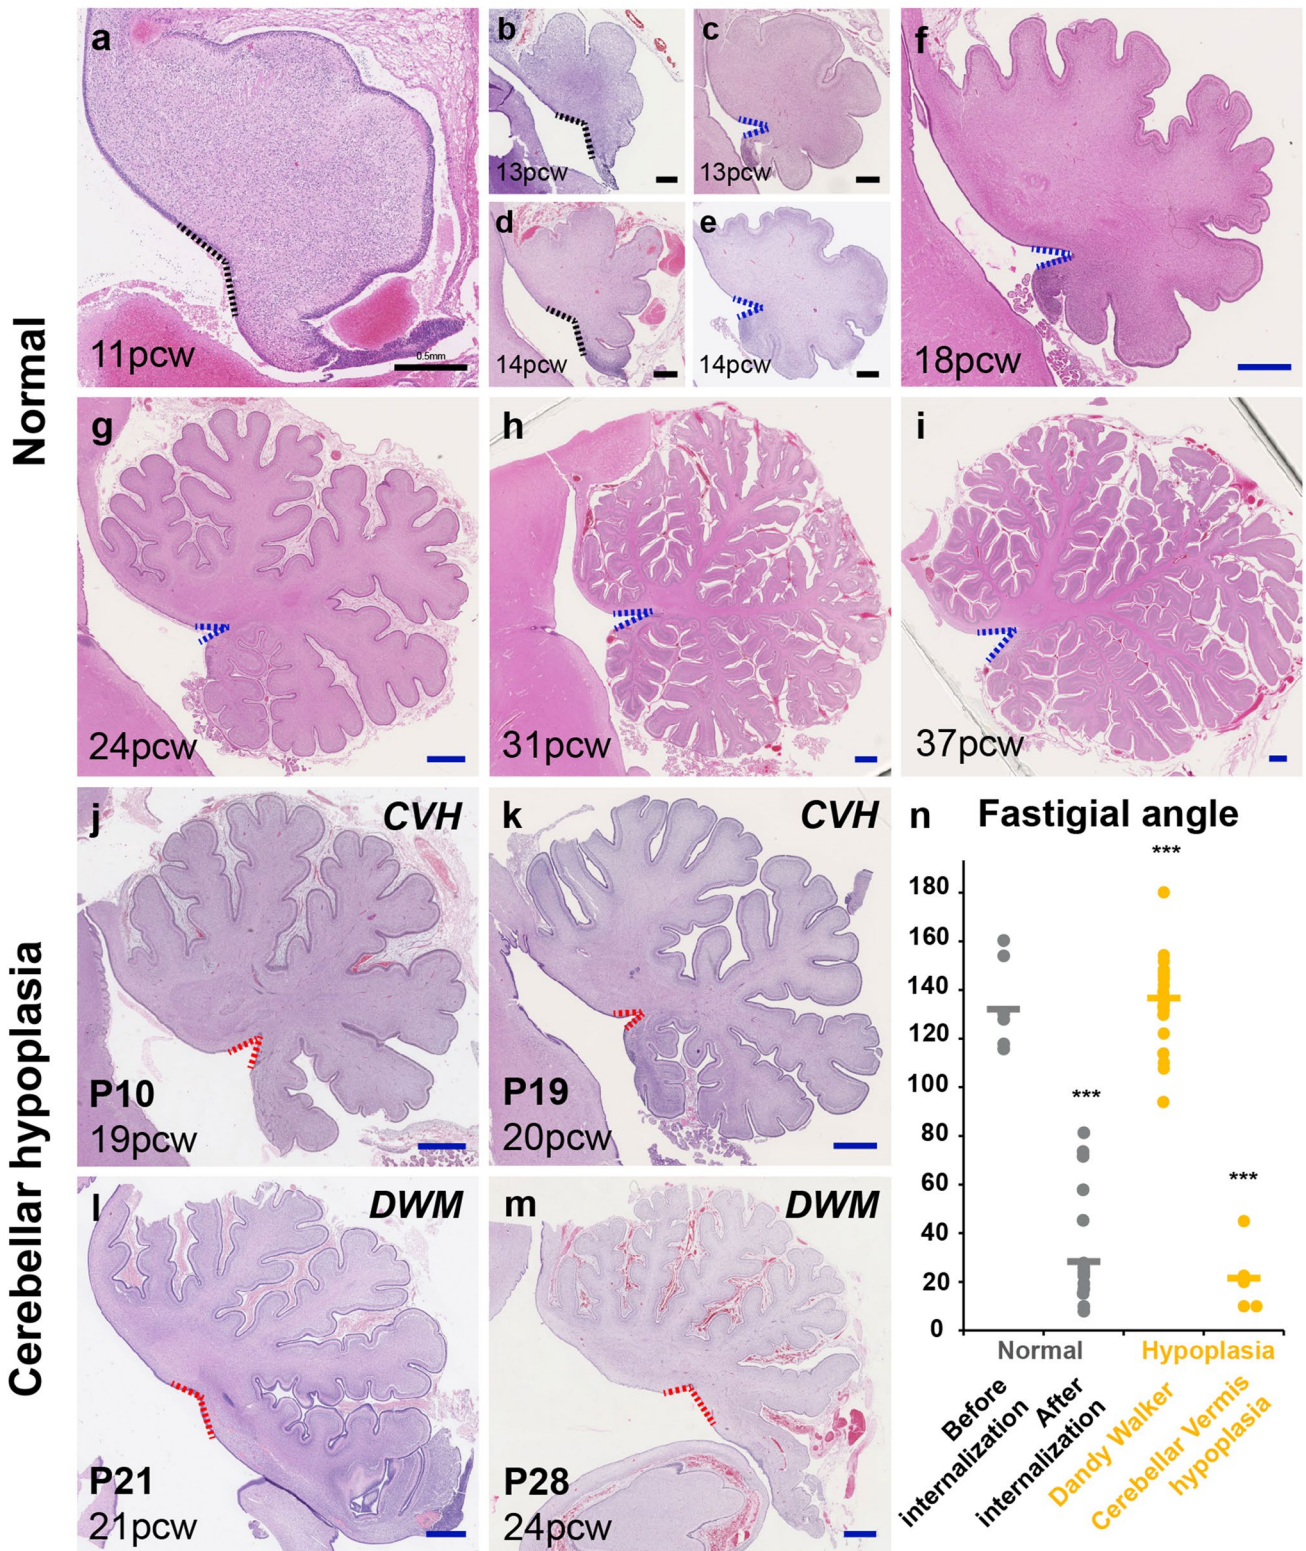 Normal
a
11pcw
0.5mm
b
13pcw
c
13pcw
d
14pcw
e
14pcw
f
18pcw
g
24pcw
h
31pcw
i
37pcw
Cerebellar hypoplasia
j
CVH
P10
19pcw
k
CVH
P19
20pcw
l
DWM
P21
21pcw
m
DWM
P28
24pcw
n
Fastigial angle
180
160
140
120
100
80
60
40
20
0
***
***
***
Normal
Hypoplasia
Before
internalization
After
internalization
Dandy Walker
Cerebellar Vermis
hypoplasia